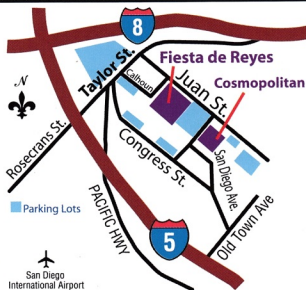 8
Taylor St.
Calhoun
Fiesta de Reyes
Juan St.
Cosmopolitan
N
Rosecrans St.
Congress St.
San Diego Ave.
PACIFIC HWY
Old Town Ave
Parking Lots
5
San Diego
International Airport